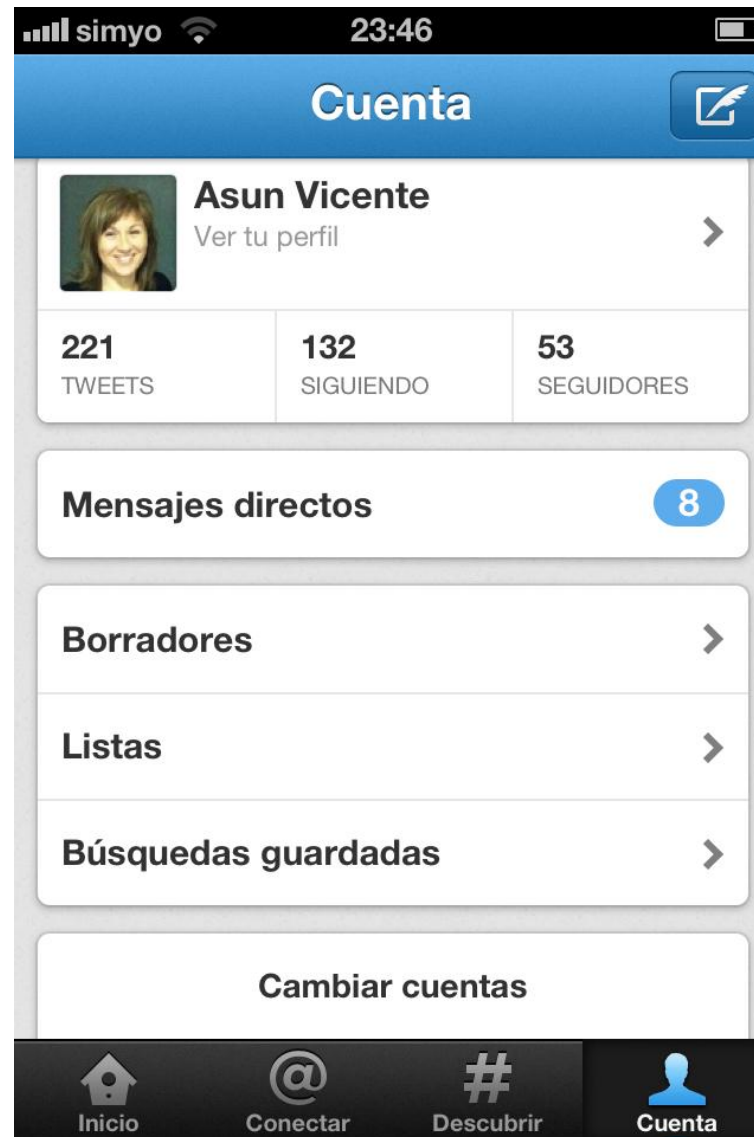 simyo 23:46
Cuenta
Asun Vicente
Ver tu perfil
221 132 53
TWEETS SIGUIENDO SEGUIDORES
Mensajes directos 8
Borradores
Listas
Búsquedas guardadas
Cambiar cuentas
Inicio Conectar Descubrir Cuenta